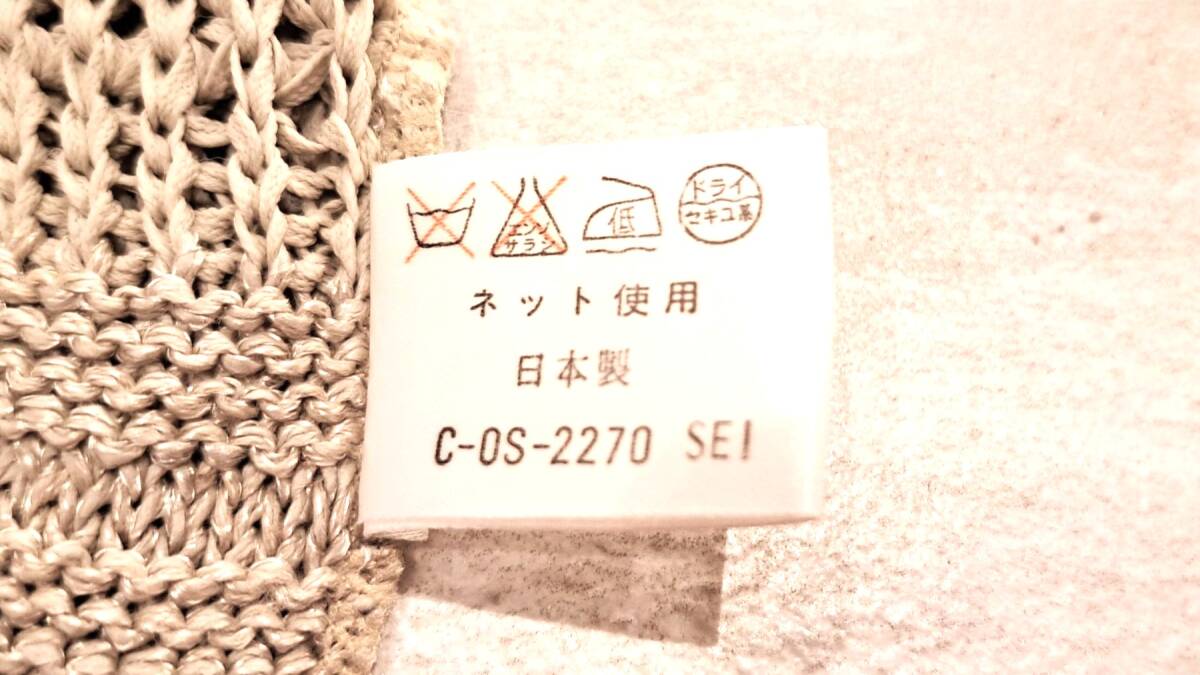 エンソ
サラシ
低
ドライ
セキユ系
ネット使用
日本製
C-OS-2270 SEI